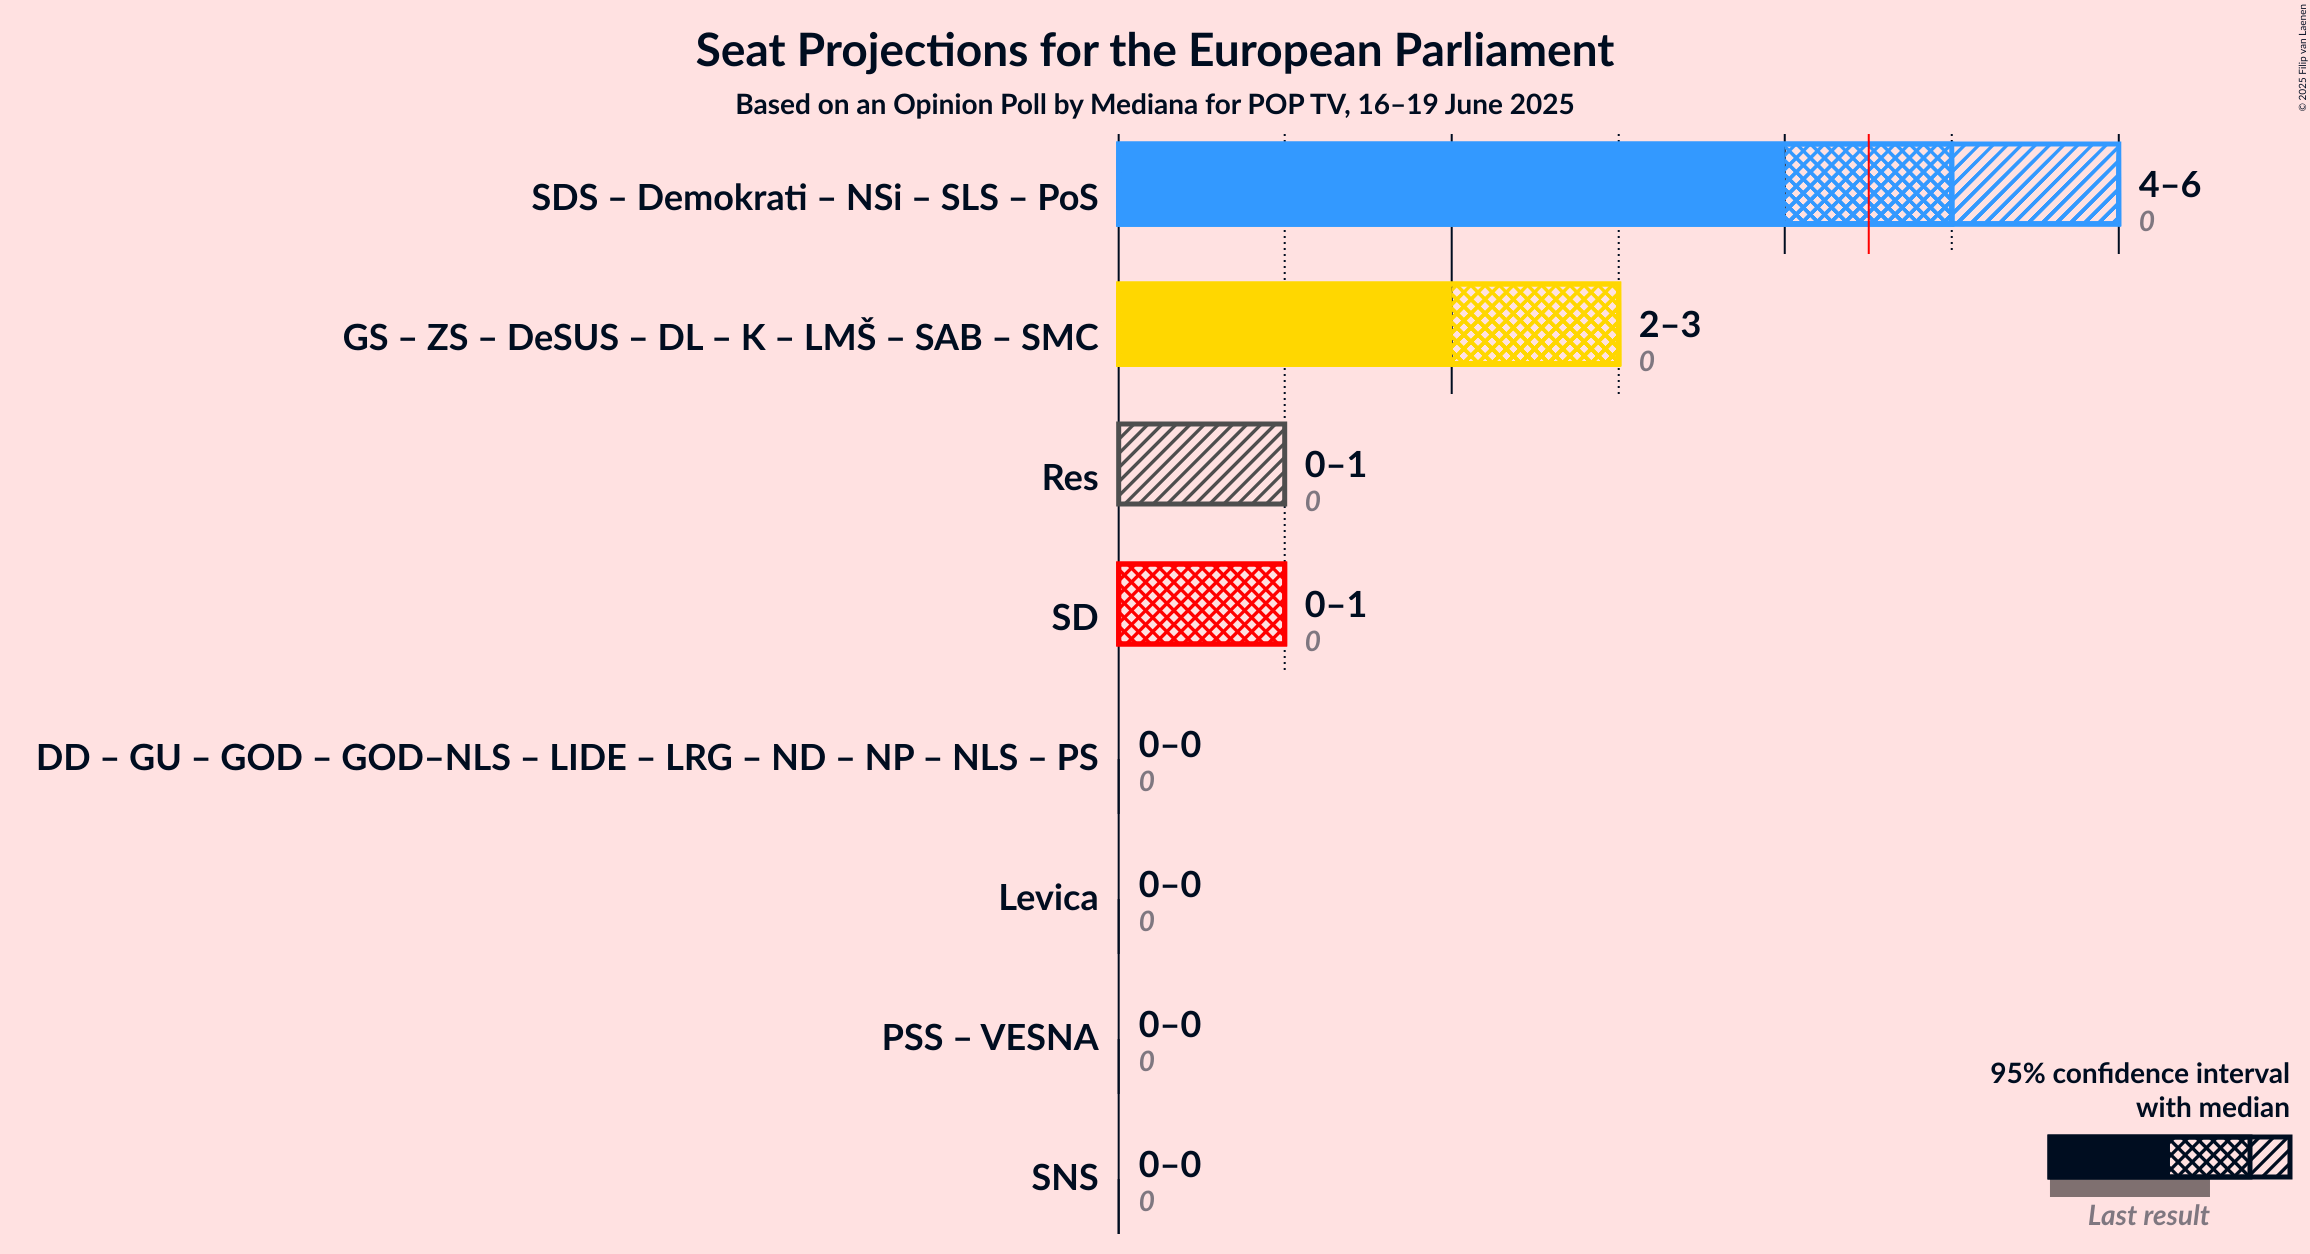 Seat Projections for the European Parliament
Based on an Opinion Poll by Mediana for POP TV, 16–19 June 2025
© 2025 Filip van Laenen
SDS – Demokrati – NSi – SLS – PoS
4–6
0
GS – ZS – DeSUS – DL – K – LMŠ – SAB – SMC
2–3
0
Res
0–1
0
SD
0–1
0
DD – GU – GOD – GOD–NLS – LIDE – LRG – ND – NP – NLS – PS
0–0
0
Levica
0–0
0
PSS – VESNA
0–0
0
SNS
0–0
0
95% confidence interval
with median
Last result